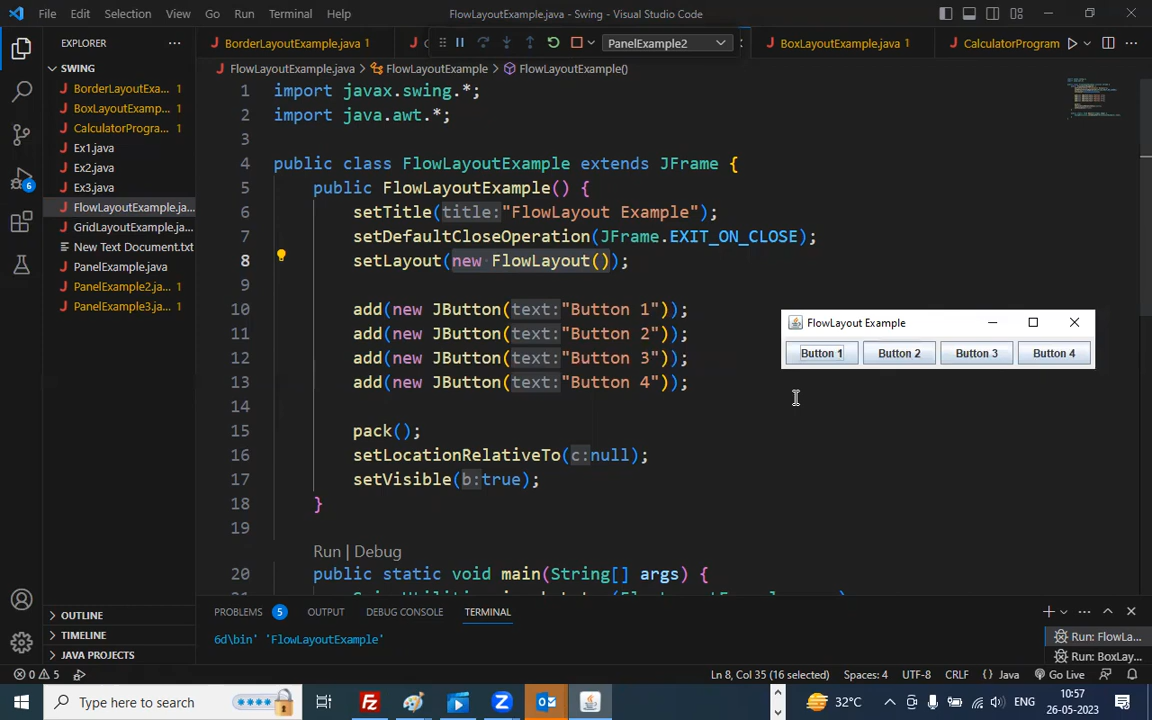 File Edit Selection View Go Run Terminal Help FlowLayoutExample.java - Swing - Visual Studio Code
EXPLORER
BorderLayoutExample.java 1 PanelExample2 BoxLayoutExample.java 1 CalculatorProgram
SWING
FlowLayoutExample.java > FlowLayoutExample > FlowLayoutExample()
BorderLayoutExa... 1
BoxLayoutExamp... 1
CalculatorProgra... 1
Ex1.java
Ex2.java
Ex3.java
FlowLayoutExample.ja...
GridLayoutExample.ja...
New Text Document.txt
PanelExample.java
PanelExample2.ja... 1
PanelExample3.ja... 1
1 import javax.swing.*;
2 import java.awt.*;
3
4 public class FlowLayoutExample extends JFrame {
5 public FlowLayoutExample() {
6 setTitle(title:"FlowLayout Example");
7 setDefaultCloseOperation(JFrame.EXIT_ON_CLOSE);
8 setLayout(new FlowLayout());
9
10 add(new JButton(text:"Button 1"));
11 add(new JButton(text:"Button 2"));
12 add(new JButton(text:"Button 3"));
13 add(new JButton(text:"Button 4"));
14
15 pack();
16 setLocationRelativeTo(c:null);
17 setVisible(b:true);
18 }
19
Run | Debug
20 public static void main(String[] args) {
FlowLayout Example
Button 1 Button 2 Button 3 Button 4
6
OUTLINE
TIMELINE
JAVA PROJECTS
PROBLEMS 5 OUTPUT DEBUG CONSOLE TERMINAL
6d\bin' 'FlowLayoutExample'
Run: FlowLa...
Run: BoxLay...
0 5 Ln 8, Col 35 (16 selected) Spaces: 4 UTF-8 CRLF {} Java Go Live
Type here to search 32°C ENG 10:57
26-05-2023